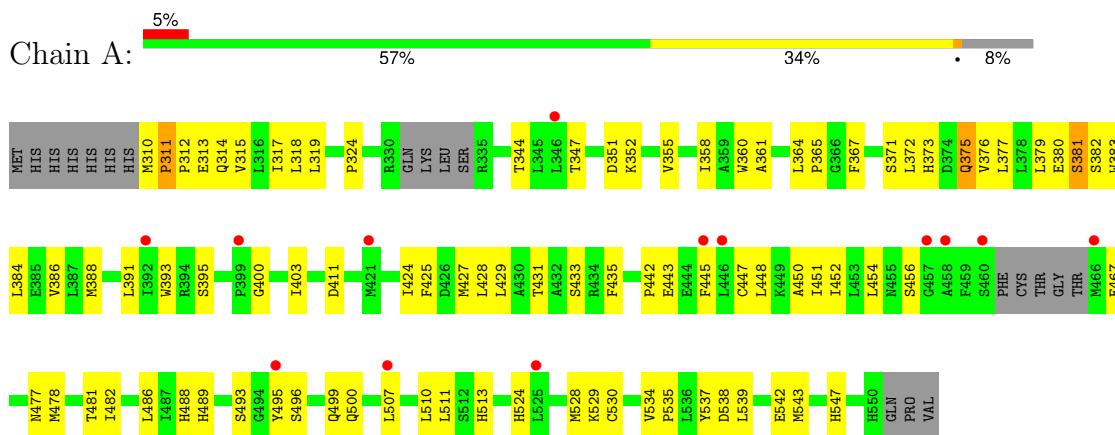 5%
Chain A:
57% 34% • 8%
MET HIS HIS HIS HIS HIS HIS M310 P311 P312 E313 Q314 V315 L316 I317 L318 L319 P324 R330 GLN LYS LEU SER R335 T344 L345 L346 T347 D351 K352 V355 I358 A359 W360 A361 L364 P365 G366 F367 S371 L372 H373 D374 Q375 V376 L377 L378 L379 E380 S381 S382 W383
L384 E385 V386 L387 M388 L391 I392 W393 R394 S395 P399 G400 I403 D411 M421 I424 F425 D426 M427 L428 L429 A430 T431 A432 S433 R434 F435 P442 E443 E444 F445 L446 C447 L448 K449 A450 I451 I452 L453 L454 N455 S456 G457 A458 F459 S460 PHE CYS THR GLY THR M466 E467
N477 M478 T481 I482 L486 I487 H488 H489 S493 G494 Y495 S496 Q499 Q500 L507 L510 L511 S512 H513 H524 L525 M528 K529 C530 V534 P535 L536 Y537 D538 L539 E542 M543 H547 H550 GLN PRO VAL